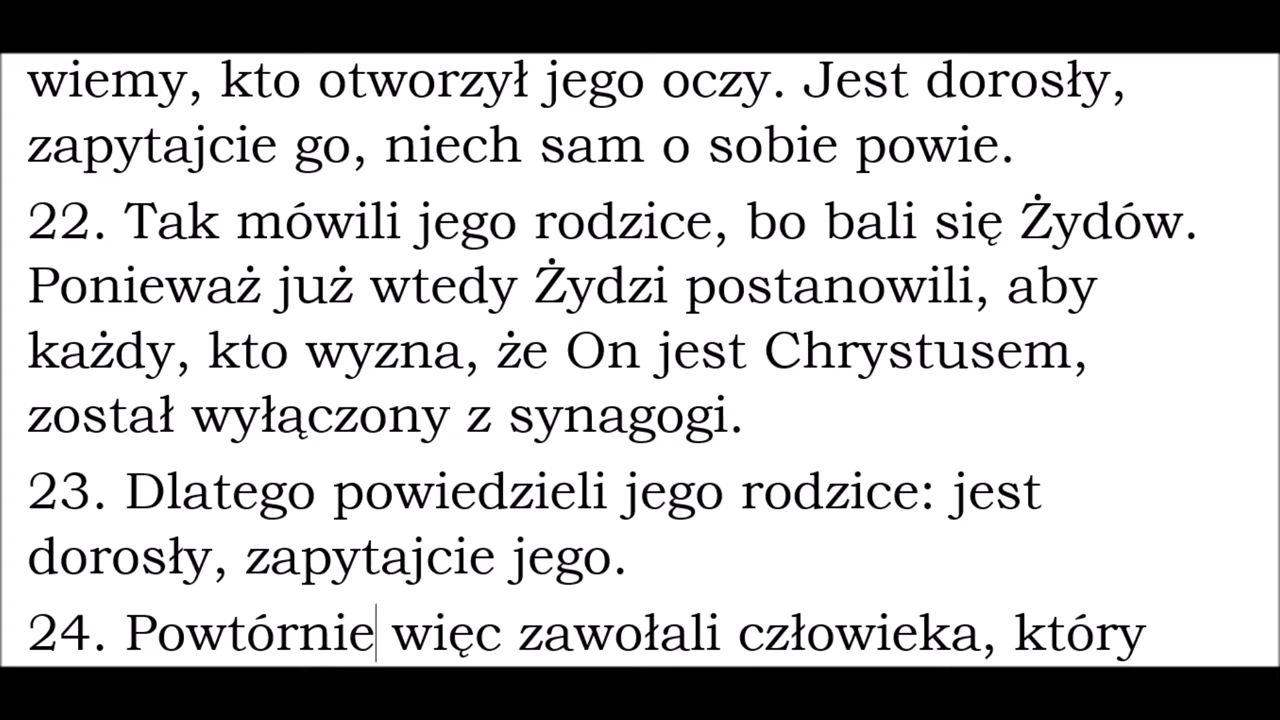 wiemy, kto otworzył jego oczy. Jest dorosły,
zapytajcie go, niech sam o sobie powie.
22. Tak mówili jego rodzice, bo bali się Żydów.
Ponieważ już wtedy Żydzi postanowili, aby
każdy, kto wyzna, że On jest Chrystusem,
został wyłączony z synagogi.
23. Dlatego powiedzieli jego rodzice: jest
dorosły, zapytajcie jego.
24. Powtórnie więc zawołali człowieka, który